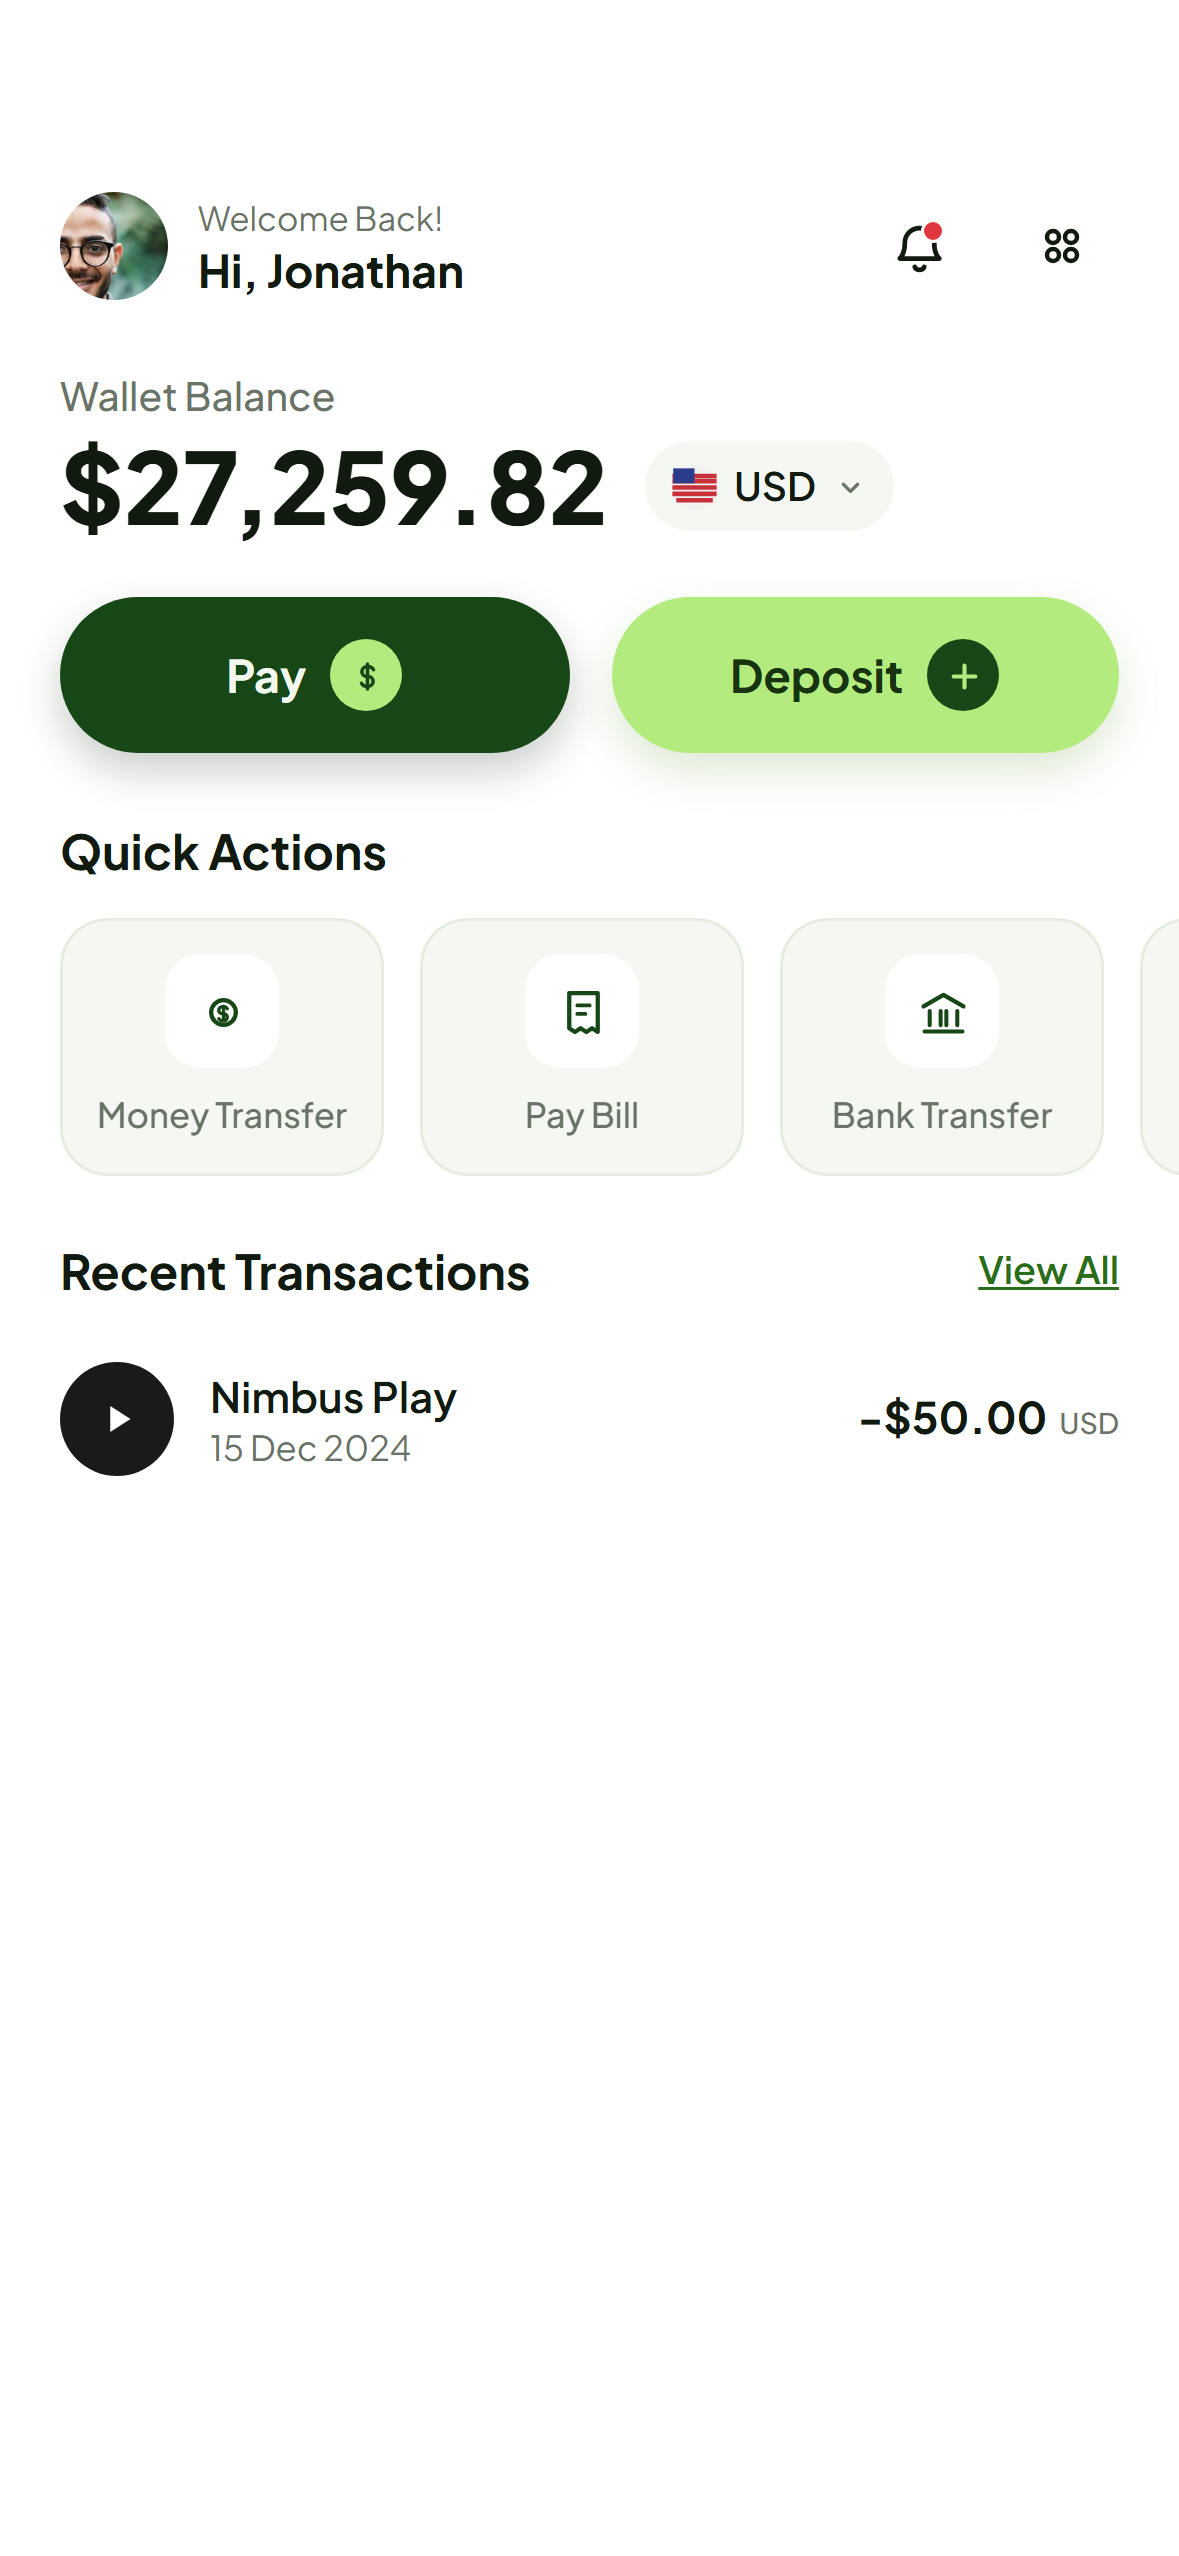 Welcome Back!
Hi, Jonathan
Wallet Balance
$27,259.82
USD
Pay $
Deposit
Quick Actions
$
Money Transfer
Pay Bill
Bank Transfer
Recent Transactions
View All
Nimbus Play
15 Dec 2024
-$50.00 USD